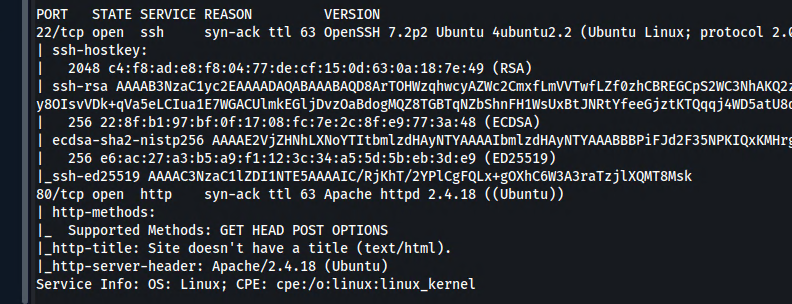 PORT   STATE SERVICE REASON         VERSION
22/tcp open  ssh     syn-ack ttl 63 OpenSSH 7.2p2 Ubuntu 4ubuntu2.2 (Ubuntu Linux; protocol 2.0
| ssh-hostkey:
|   2048 c4:f8:ad:e8:f8:04:77:de:cf:15:0d:63:0a:18:7e:49 (RSA)
| ssh-rsa AAAAB3NzaC1yc2EAAAADAQABAAABAQD8ArTOHWzqhwcyAZWc2CmxfLmVVTwfLZf0zhCBREGCpS2WC3NhAKQ2z
y8OIsvVDk+qVa5eLCIua1E7WGACUlmkEGljDvzOaBdogMQZ8TGBTqNZbShnFH1WsUxBtJNRtYfeeGjztKTQqqj4WD5atU8d
|   256 22:8f:b1:97:bf:0f:17:08:fc:7e:2c:8f:e9:77:3a:48 (ECDSA)
| ecdsa-sha2-nistp256 AAAAE2VjZHNhLXNoYTItbmlzdHAyNTYAAAAIbmlzdHAyNTYAAABBBPiFJd2F35NPKIQxKMHrg
|   256 e6:ac:27:a3:b5:a9:f1:12:3c:34:a5:5d:5b:eb:3d:e9 (ED25519)
|_ssh-ed25519 AAAAC3NzaC1lZDI1NTE5AAAAIC/RjKhT/2YPlCgFQLx+gOXhC6W3A3raTzjlXQMT8Msk
80/tcp open  http    syn-ack ttl 63 Apache httpd 2.4.18 ((Ubuntu))
| http-methods:
|_  Supported Methods: GET HEAD POST OPTIONS
|_http-title: Site doesn't have a title (text/html).
|_http-server-header: Apache/2.4.18 (Ubuntu)
Service Info: OS: Linux; CPE: cpe:/o:linux:linux_kernel